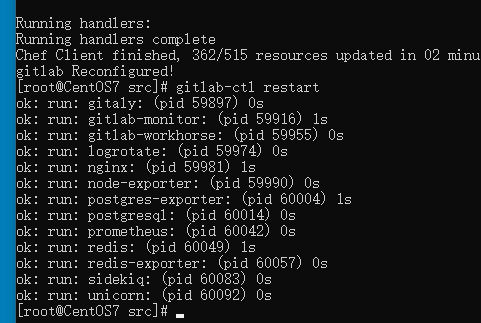 Running handlers:
Running handlers complete
Chef Client finished, 362/515 resources updated in 02 minu
gitlab Reconfigured!
[root@CentOS7 src]# gitlab-ctl restart
ok: run: gitaly: (pid 59897) 0s
ok: run: gitlab-monitor: (pid 59916) 1s
ok: run: gitlab-workhorse: (pid 59955) 0s
ok: run: logrotate: (pid 59974) 0s
ok: run: nginx: (pid 59981) 1s
ok: run: node-exporter: (pid 59990) 0s
ok: run: postgres-exporter: (pid 60004) 1s
ok: run: postgresql: (pid 60014) 0s
ok: run: prometheus: (pid 60042) 0s
ok: run: redis: (pid 60049) 1s
ok: run: redis-exporter: (pid 60057) 0s
ok: run: sidekiq: (pid 60083) 0s
ok: run: unicorn: (pid 60092) 0s
[root@CentOS7 src]#